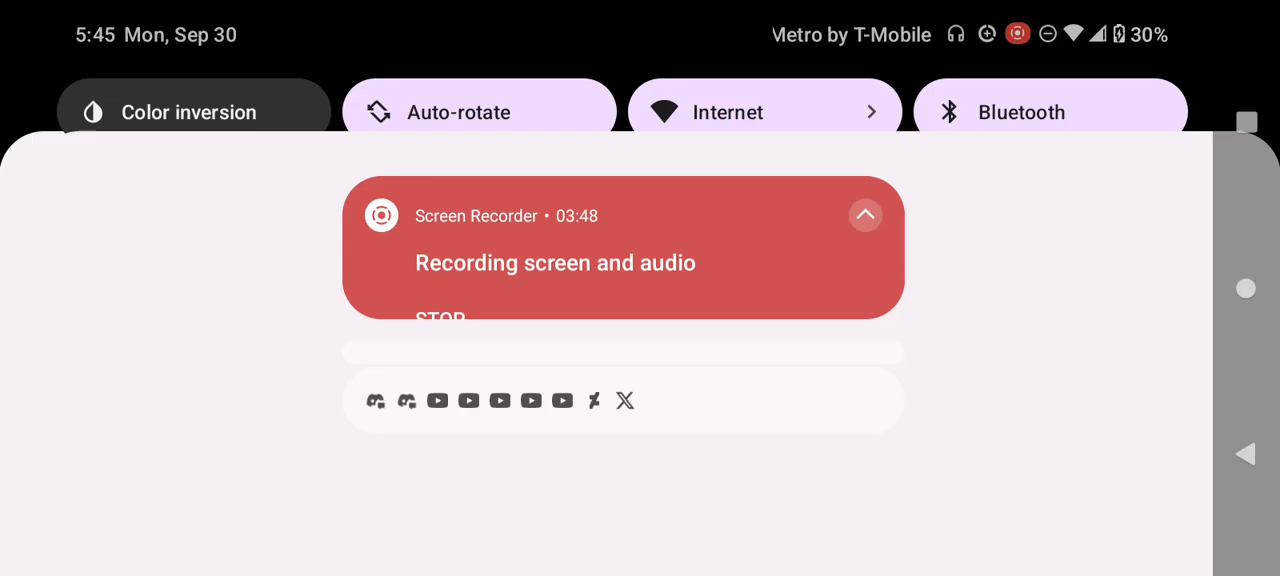 5:45 Mon, Sep 30
Metro by T-Mobile 30%
Color inversion
Auto-rotate
Internet
Bluetooth
Screen Recorder • 03:48
Recording screen and audio
STOP